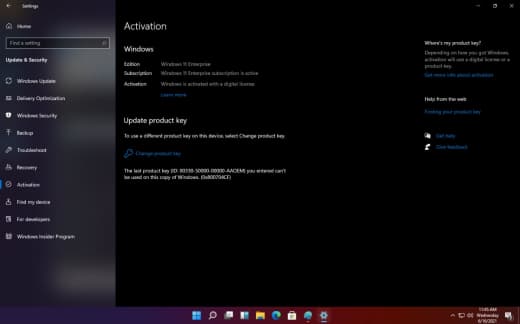 Settings
Home
Find a setting
Update & Security
Windows Update
Delivery Optimization
Windows Security
Backup
Troubleshoot
Recovery
Activation
Find my device
For developers
Windows Insider Program
Activation
Windows
Edition Windows 11 Enterprise
Subscription Windows 11 Enterprise subscription is active
Activation Windows is activated with a digital license
Learn more
Update product key
To use a different product key on this device, select Change product key.
Change product key
The last product key (ID: 00330-50000-00000-AAOEM) you entered can't
be used on this copy of Windows. (0x800704CF)
Where's my product key?
Depending on how you got Windows,
activation will use a digital license or a
product key.
Get more info about activation
Help from the web
Finding your product key
Get help
Give feedback
11:45 AM
Wednesday
6/16/2021